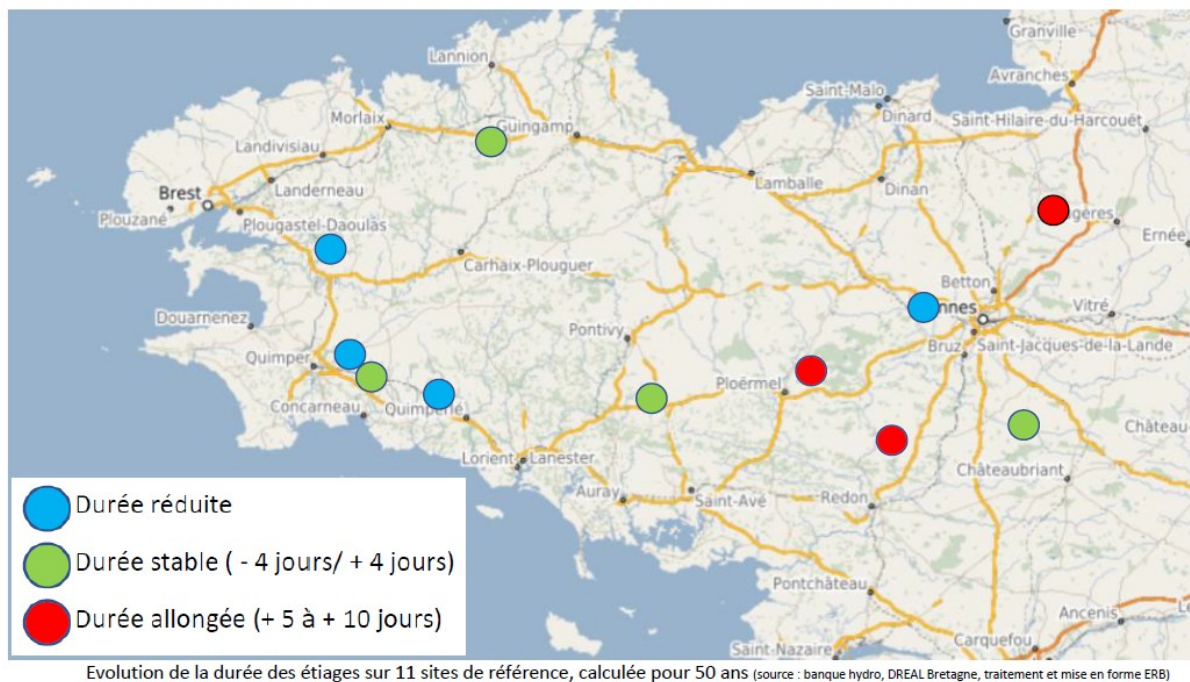 Granville
Lannion
Avranches
Saint-Malo
Dinard
Saint-Hilaire-du-Harcouët
Morlaix
Guingamp
Landivisiau
Lamballe
Dinan
Landerneau
Brest
Plouzané
Plougastel-Daoulas
gères
Ernée
Carhaix-Plouguer
Betton
Douarnenez
nnes
Vitré
Pontivy
Bruz
Saint-Jacques-de-la-Lande
Quimper
Ploërmel
Concarneau
Quimperlé
Château-
Lorient
Lanester
Châteaubriant
Auray
Saint-Avé
Redon
Durée réduite
Durée stable ( - 4 jours/ + 4 jours)
Durée allongée (+ 5 à + 10 jours)
Pontchâteau
Ancenis
Le
Carquefou
Saint-Nazaire
Evolution de la durée des étiages sur 11 sites de référence, calculée pour 50 ans (source : banque hydro, DREAL Bretagne, traitement et mise en forme ERB)